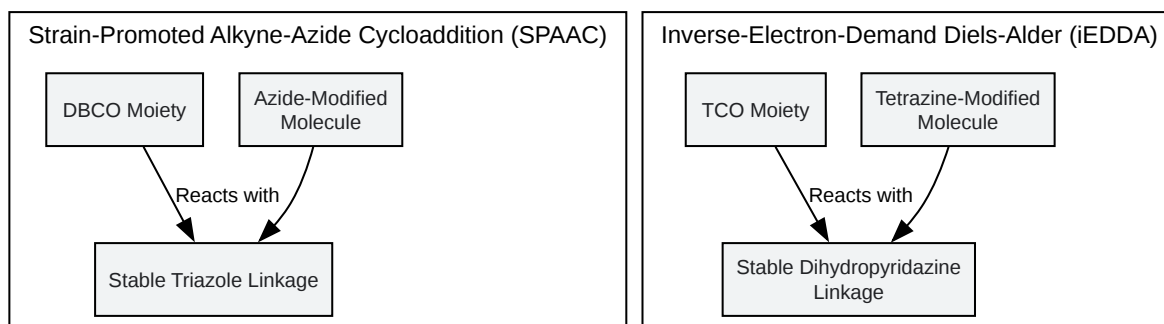 Strain-Promoted Alkyne-Azide Cycloaddition (SPAAC)
DBCO Moiety
Azide-Modified
Molecule
Reacts with
Stable Triazole Linkage
Inverse-Electron-Demand Diels-Alder (iEDDA)
TCO Moiety
Tetrazine-Modified
Molecule
Reacts with
Stable Dihydropyridazine
Linkage